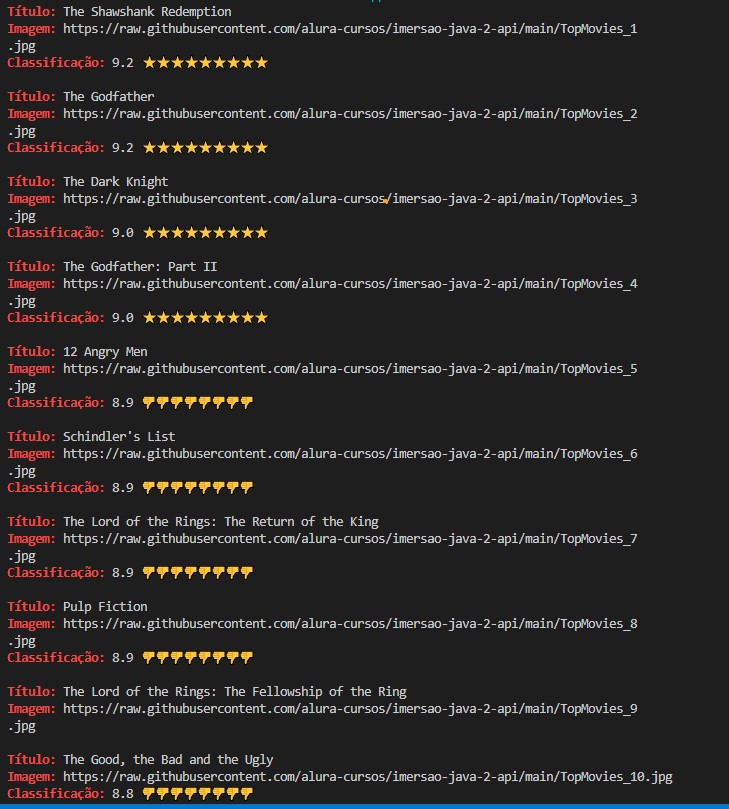 Título: The Shawshank Redemption
Imagem: https://raw.githubusercontent.com/alura-cursos/imersao-java-2-api/main/TopMovies_1
.jpg
Classificação: 9.2 ⭐⭐⭐⭐⭐⭐⭐⭐⭐
Título: The Godfather
Imagem: https://raw.githubusercontent.com/alura-cursos/imersao-java-2-api/main/TopMovies_2
.jpg
Classificação: 9.2 ⭐⭐⭐⭐⭐⭐⭐⭐⭐
Título: The Dark Knight
Imagem: https://raw.githubusercontent.com/alura-cursos/imersao-java-2-api/main/TopMovies_3
.jpg
Classificação: 9.0 ⭐⭐⭐⭐⭐⭐⭐⭐⭐
Título: The Godfather: Part II
Imagem: https://raw.githubusercontent.com/alura-cursos/imersao-java-2-api/main/TopMovies_4
.jpg
Classificação: 9.0 ⭐⭐⭐⭐⭐⭐⭐⭐⭐
Título: 12 Angry Men
Imagem: https://raw.githubusercontent.com/alura-cursos/imersao-java-2-api/main/TopMovies_5
.jpg
Classificação: 8.9 👎👎👎👎👎👎👎👎
Título: Schindler's List
Imagem: https://raw.githubusercontent.com/alura-cursos/imersao-java-2-api/main/TopMovies_6
.jpg
Classificação: 8.9 👎👎👎👎👎👎👎👎
Título: The Lord of the Rings: The Return of the King
Imagem: https://raw.githubusercontent.com/alura-cursos/imersao-java-2-api/main/TopMovies_7
.jpg
Classificação: 8.9 👎👎👎👎👎👎👎👎
Título: Pulp Fiction
Imagem: https://raw.githubusercontent.com/alura-cursos/imersao-java-2-api/main/TopMovies_8
.jpg
Classificação: 8.9 👎👎👎👎👎👎👎👎
Título: The Lord of the Rings: The Fellowship of the Ring
Imagem: https://raw.githubusercontent.com/alura-cursos/imersao-java-2-api/main/TopMovies_9
.jpg
Título: The Good, the Bad and the Ugly
Imagem: https://raw.githubusercontent.com/alura-cursos/imersao-java-2-api/main/TopMovies_10.jpg
Classificação: 8.8 👎👎👎👎👎👎👎👎